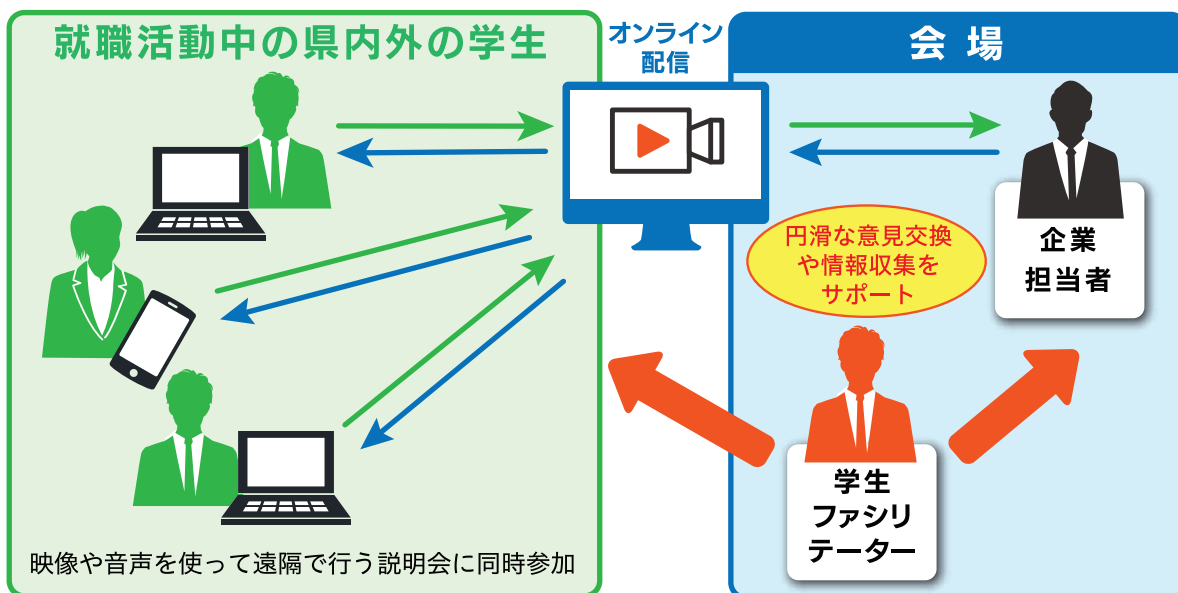 就職活動中の県内外の学生
オンライン
配信
会場
円滑な意見交換
や情報収集を
サポート
企業
担当者
学生
ファシリ
テーター
映像や音声を使って遠隔で行う説明会に同時参加